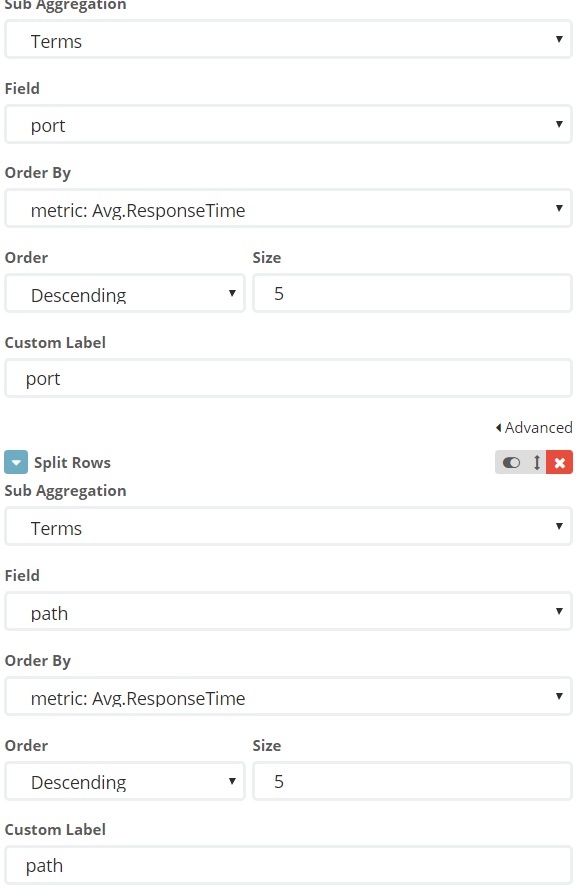 Sub Aggregation
Terms
Field
port
Order By
metric: Avg.ResponseTime
Order Size
Descending 5
Custom Label
port
Advanced
Split Rows
Sub Aggregation
Terms
Field
path
Order By
metric: Avg.ResponseTime
Order Size
Descending 5
Custom Label
path